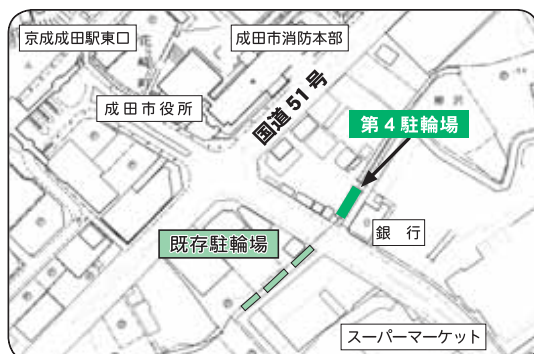 京成成田駅東口
成田市消防本部
成田市役所
国道51号
第4駐輪場
既存駐輪場
銀 行
スーパーマーケット